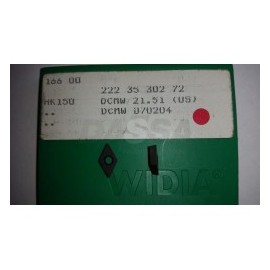 166 00
222 35 302 72
HK150 DCMW 21.51 (US)
.. DCMW 070204
..
WIDIA